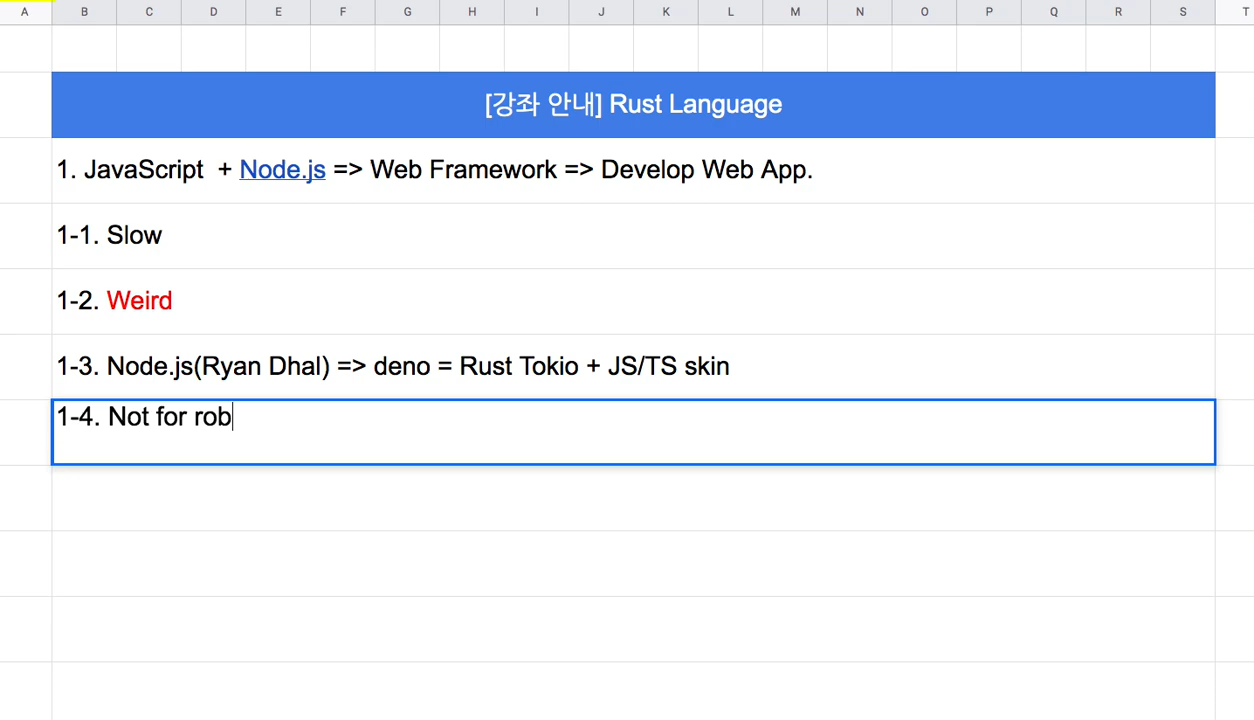 A B C D E F G H I J K L M N O P Q R S T
[강좌 안내] Rust Language
1. JavaScript + Node.js => Web Framework => Develop Web App.
1-1. Slow
1-2. Weird
1-3. Node.js(Ryan Dhal) => deno = Rust Tokio + JS/TS skin
1-4. Not for rob